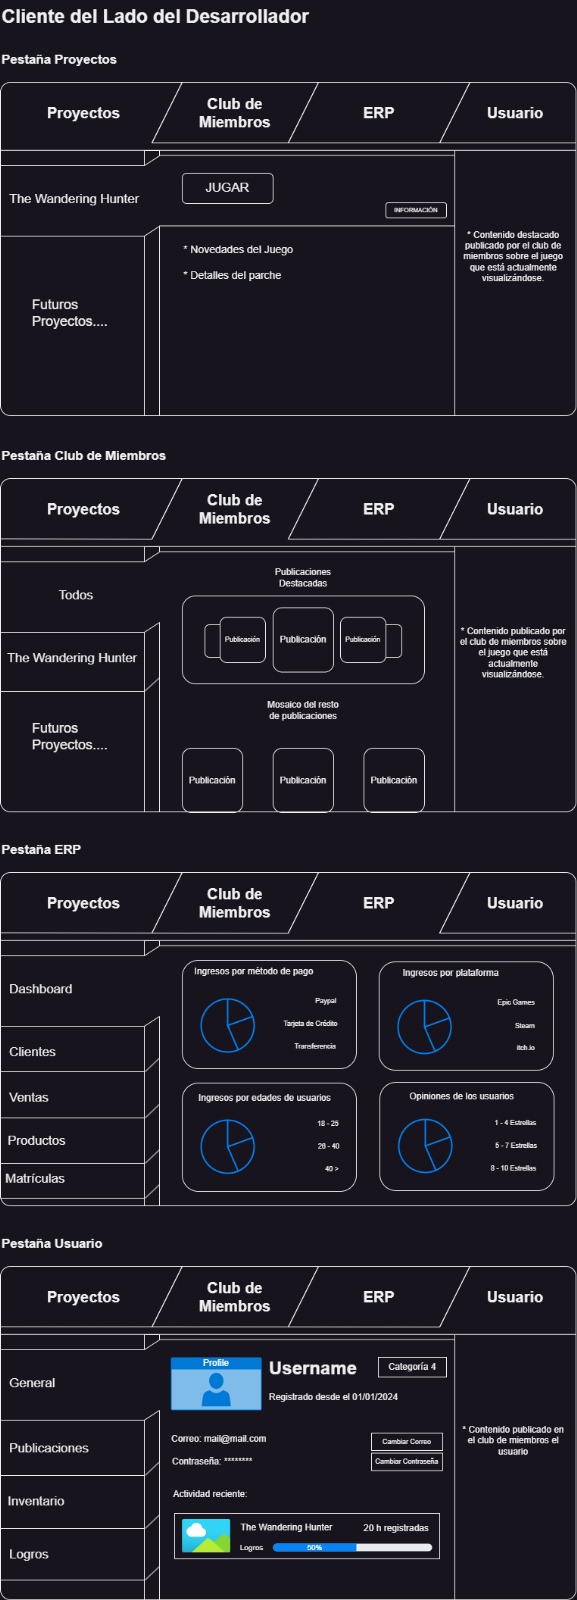 Cliente del Lado del Desarrollador
Pestaña Proyectos
Proyectos
Club de
Miembros
ERP
Usuario
The Wandering Hunter
Futuros
Proyectos....
JUGAR
INFORMACIÓN
* Novedades del Juego
* Detalles del parche
* Contenido destacado
publicado por el club de
miembros sobre el juego
que está actualmente
visualizándose.
Pestaña Club de Miembros
Proyectos
Club de
Miembros
ERP
Usuario
Todos
The Wandering Hunter
Futuros
Proyectos....
Publicaciones
Destacadas
Publicación
Publicación
Publicación
Mosaico del resto
de publicaciones
Publicación
Publicación
Publicación
* Contenido publicado por
el club de miembros sobre
el juego que está
actualmente
visualizándose.
Pestaña ERP
Proyectos
Club de
Miembros
ERP
Usuario
Dashboard
Clientes
Ventas
Productos
Matrículas
Ingresos por método de pago
Paypal
Tarjeta de Crédito
Transferencia
Ingresos por plataforma
Epic Games
Steam
itch.io
Ingresos por edades de usuarios
18 - 25
26 - 40
40 >
Opiniones de los usuarios
1 - 4 Estrellas
5 - 7 Estrellas
8 - 10 Estrellas
Pestaña Usuario
Proyectos
Club de
Miembros
ERP
Usuario
General
Publicaciones
Inventario
Logros
Profile
Username
Categoría 4
Registrado desde el 01/01/2024
Correo: mail@mail.com
Cambiar Correo
Contraseña: ********
Cambiar Contraseña
Actividad reciente:
The Wandering Hunter
20 h registradas
Logros
50%
* Contenido publicado en
el club de miembros el
usuario